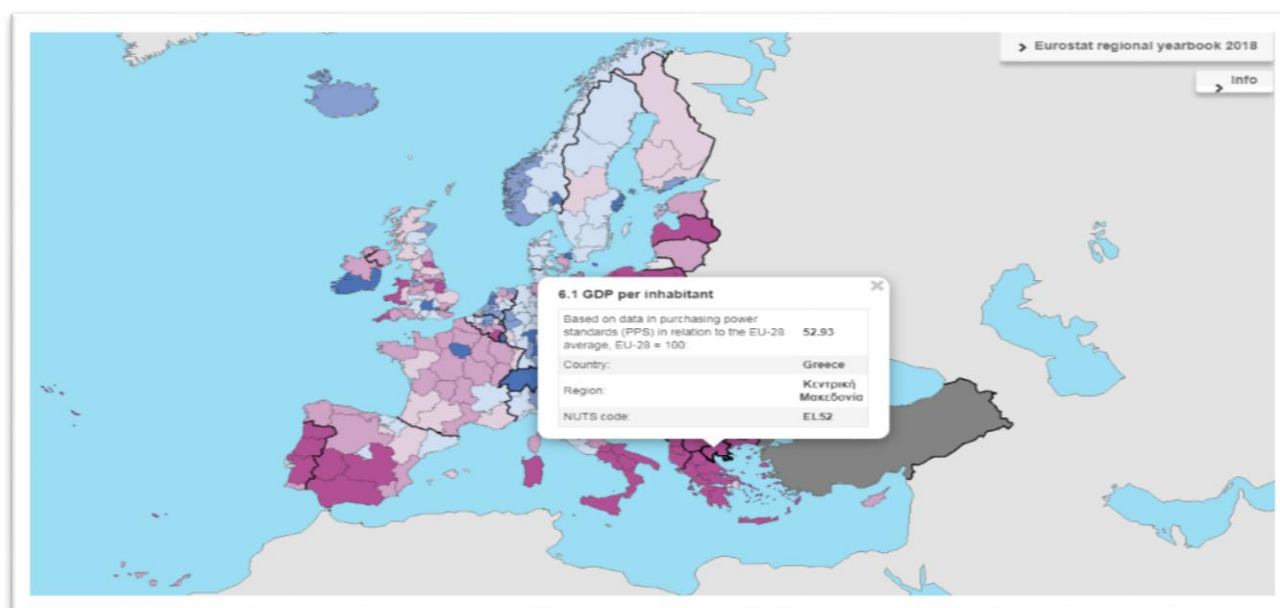 Eurostat regional yearbook 2018
Info
6.1 GDP per inhabitant
Based on data in purchasing power
standards (PPS) in relation to the EU-28
average, EU-28 = 100:
52.93
Country:
Greece
Region:
Κεντρική
Μακεδονία
NUTS code:
EL52